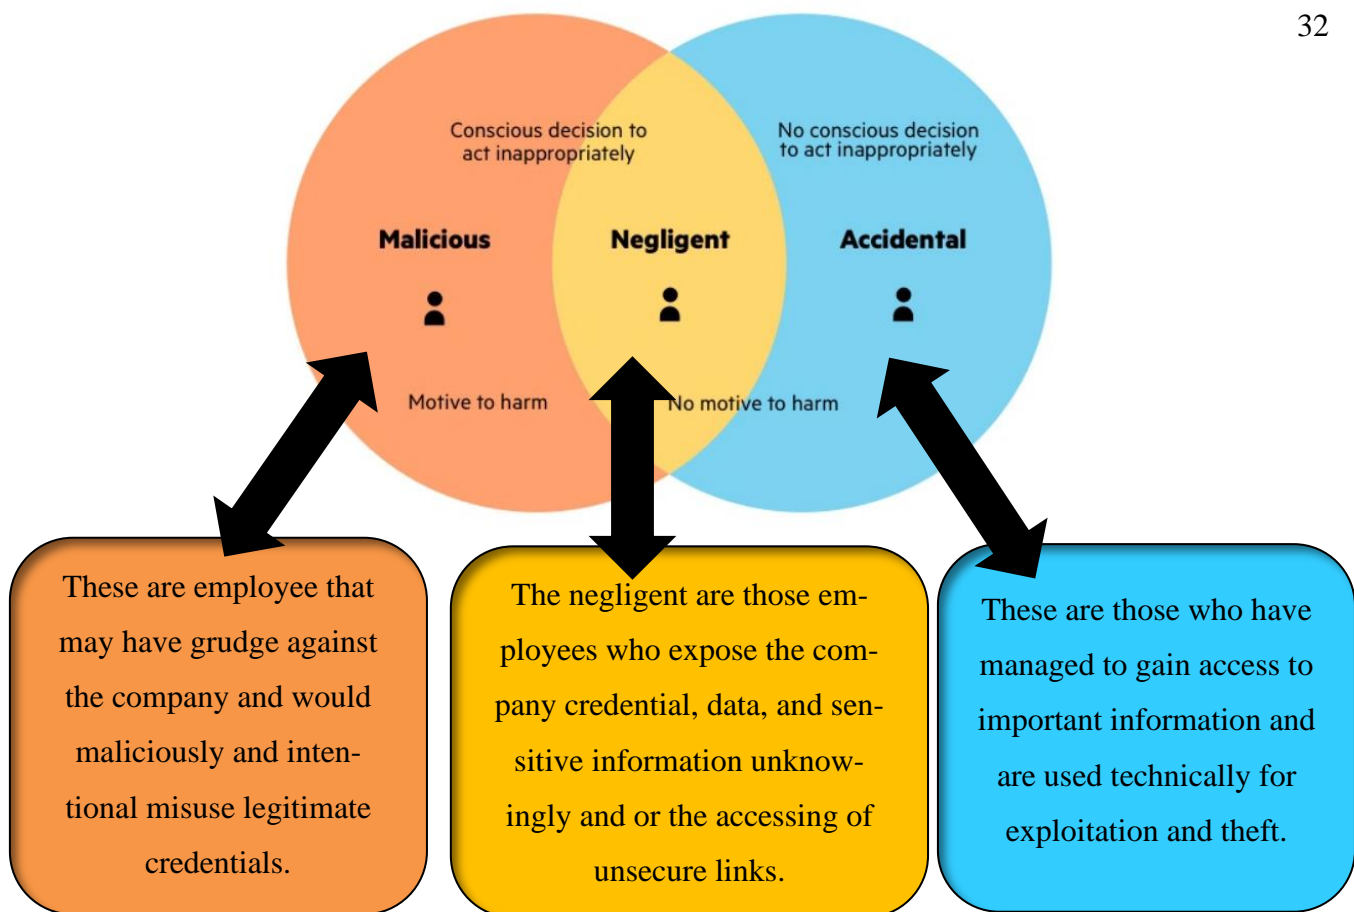 32
Conscious decision to
act inappropriately
No conscious decision
to act inappropriately
Malicious
Negligent
Accidental
Motive to harm
No motive to harm
These are employee that
may have grudge against
the company and would
maliciously and inten-
tional misuse legitimate
credentials.
The negligent are those em-
ployees who expose the com-
pany credential, data, and sen-
sitive information unknow-
ingly and or the accessing of
unsecure links.
These are those who have
managed to gain access to
important information and
are used technically for
exploitation and theft.